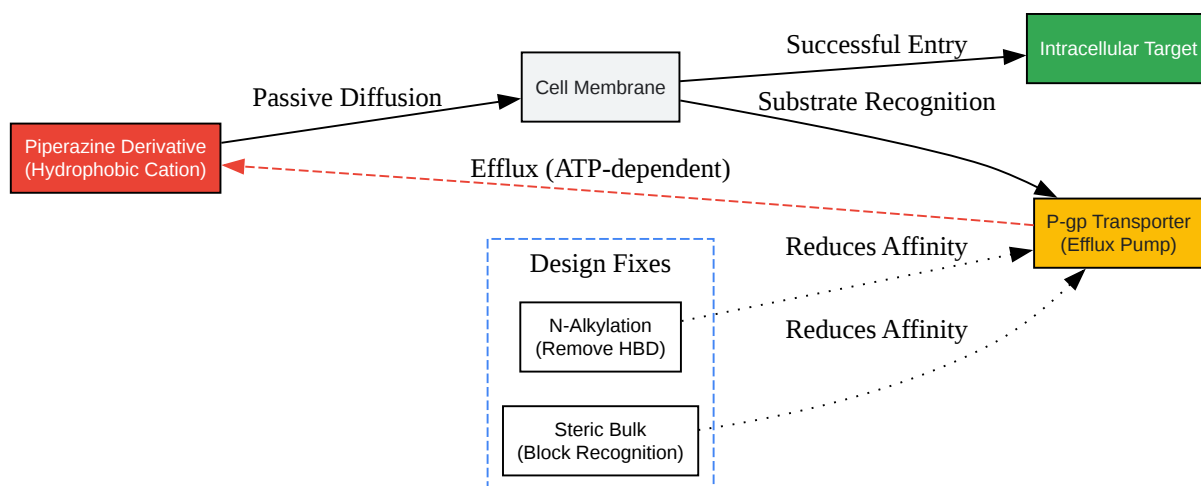 Successful Entry
Intracellular Target
Cell Membrane
Passive Diffusion
Substrate Recognition
Piperazine Derivative
(Hydrophobic Cation)
Efflux (ATP-dependent)
P-gp Transporter
(Efflux Pump)
Reduces Affinity
Design Fixes
N-Alkylation
(Remove HBD)
Reduces Affinity
Steric Bulk
(Block Recognition)